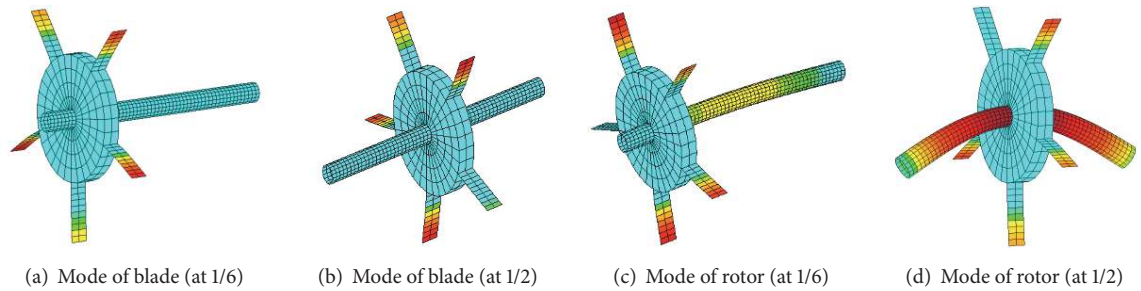 (a) Mode of blade (at 1/6)
(b) Mode of blade (at 1/2)
(c) Mode of rotor (at 1/6)
(d) Mode of rotor (at 1/2)